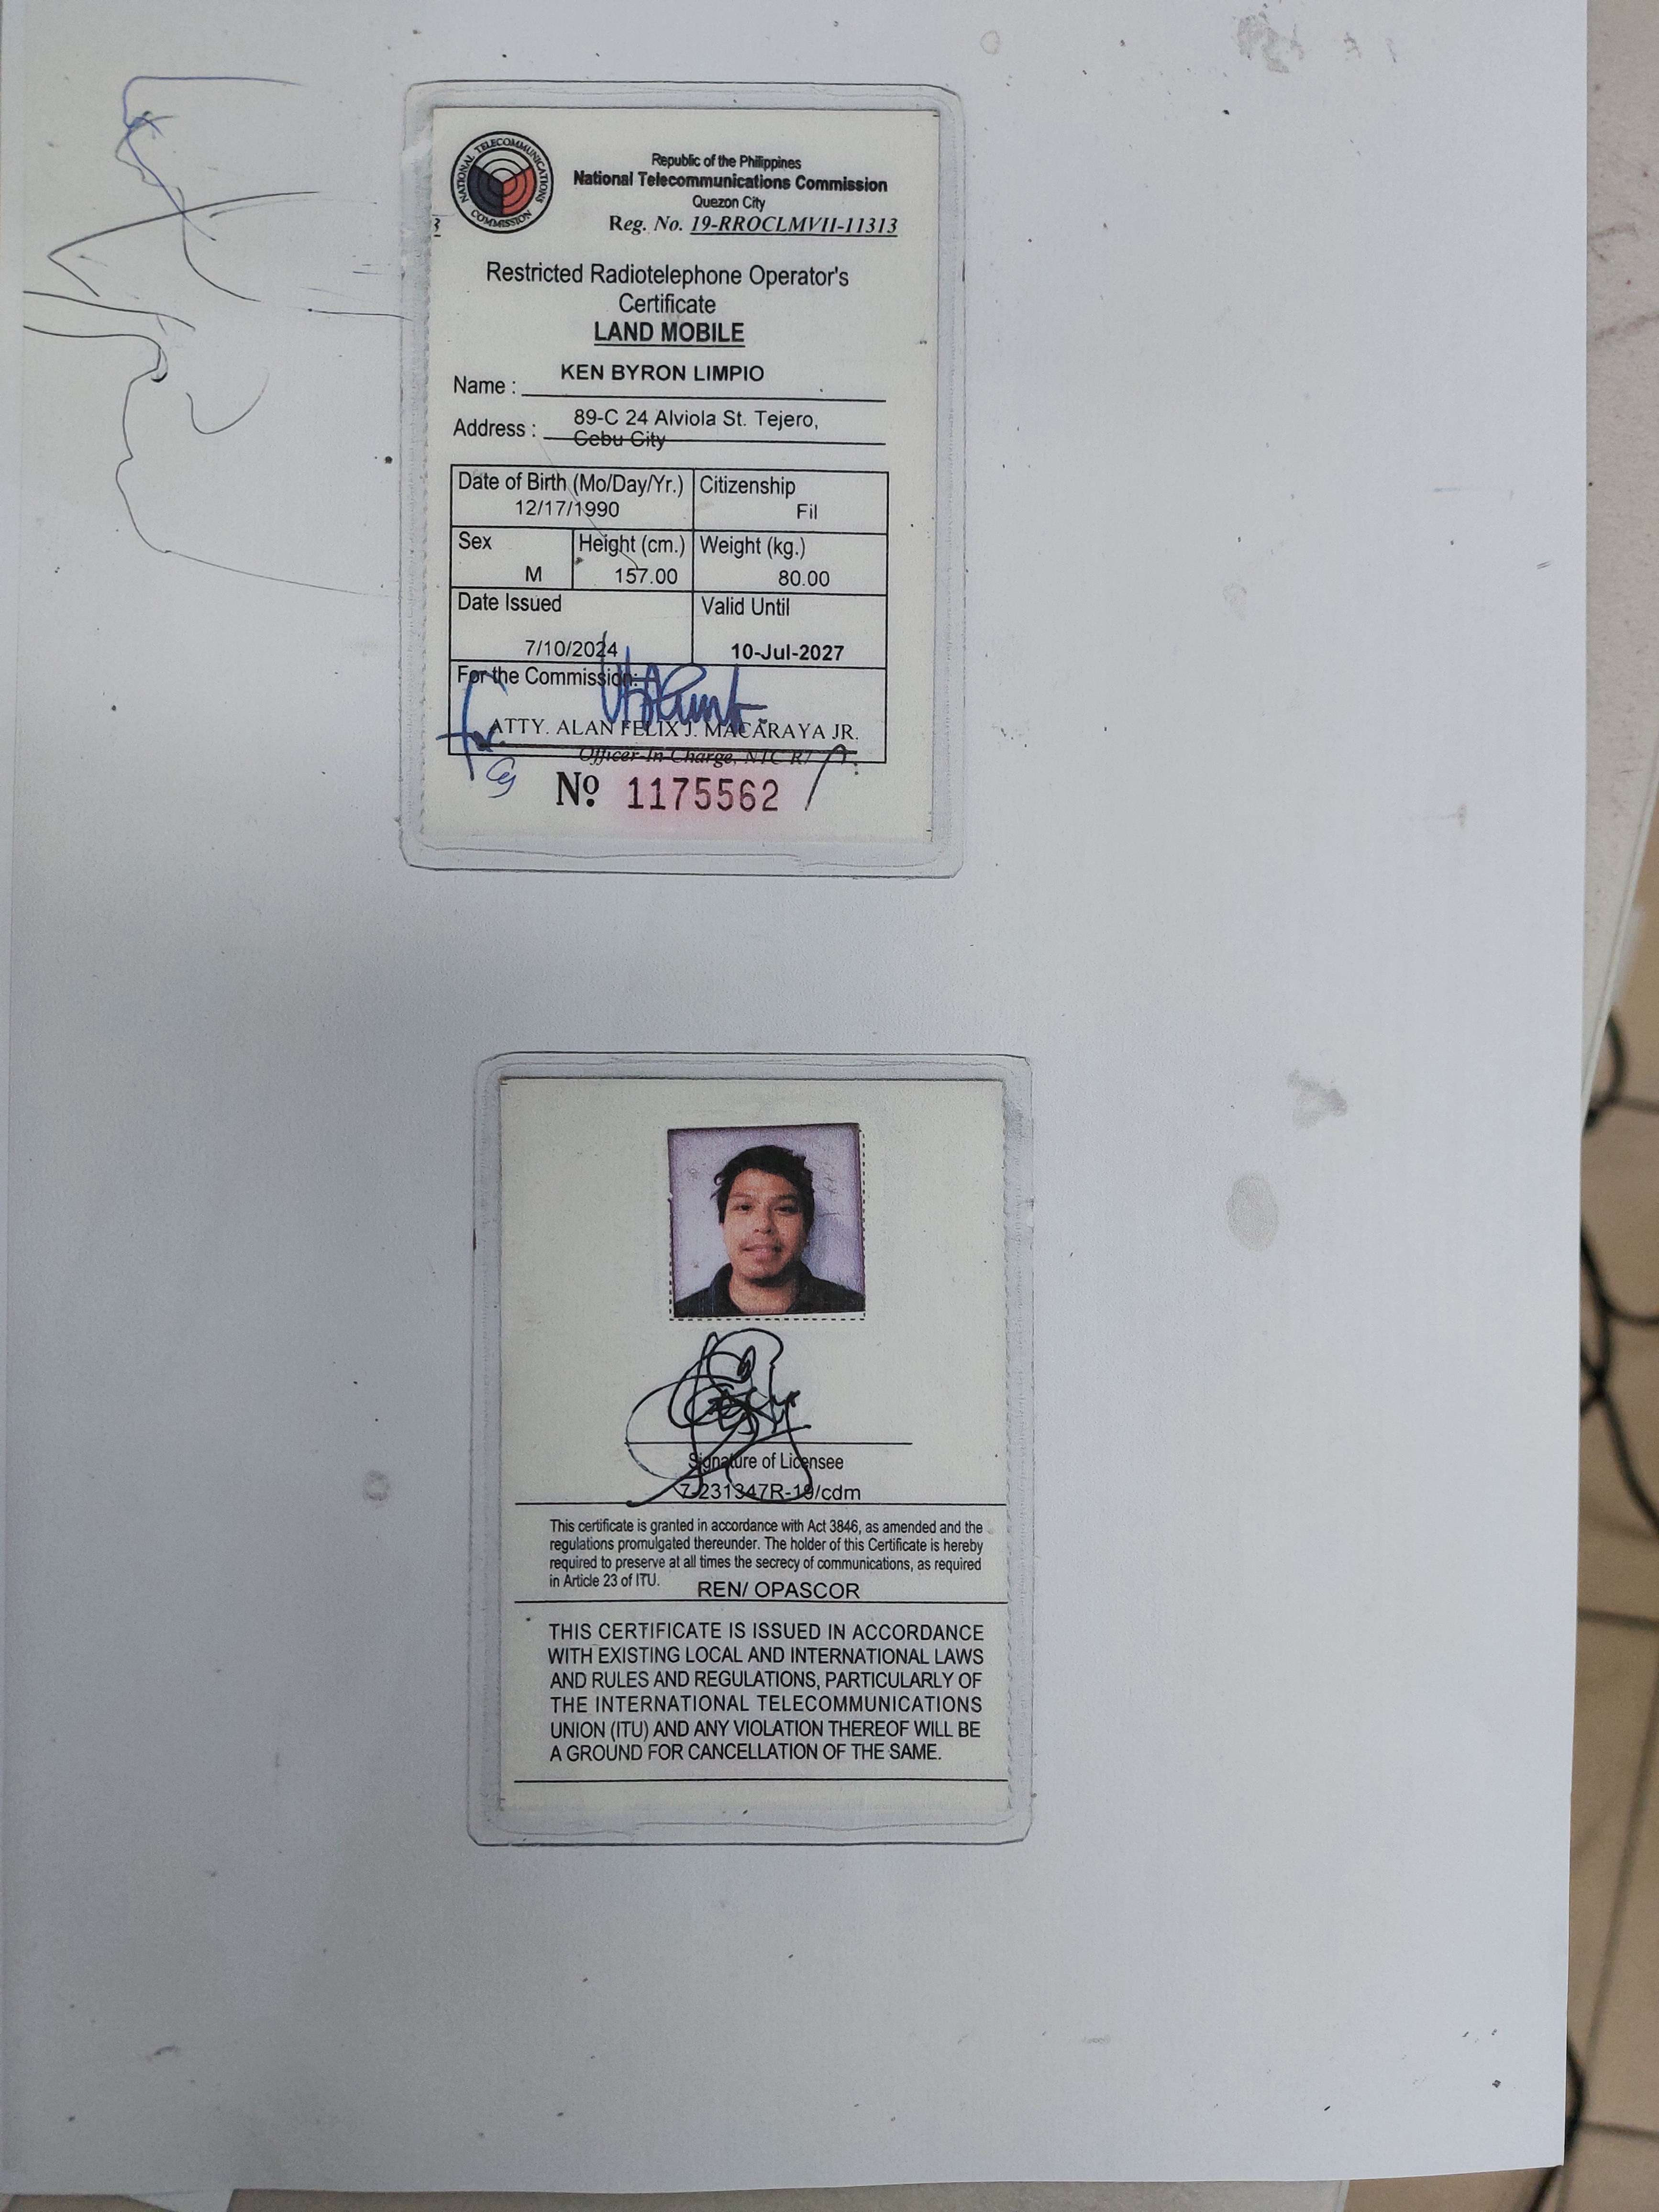 NATIONAL TELECOMMUNICATIONS COMMISSION
Republic of the Philippines
National Telecommunications Commission
Quezon City
Reg. No. 19-RROCLMVII-11313
3
Restricted Radiotelephone Operator's
Certificate
LAND MOBILE
Name : KEN BYRON LIMPIO
Address : 89-C 24 Alviola St. Tejero,
Cebu City
Date of Birth (Mo/Day/Yr.) Citizenship
12/17/1990 Fil
Sex Height (cm.) Weight (kg.)
M 157.00 80.00
Date Issued Valid Until
7/10/2024 10-Jul-2027
For the Commission:
for
ATTY. ALAN FELIX J. MACARAYA JR.
Officer-In-Charge, NTC R7
Nº 1175562
Signature of Licensee
7-231347R-19/cdm
This certificate is granted in accordance with Act 3846, as amended and the
regulations promulgated thereunder. The holder of this Certificate is hereby
required to preserve at all times the secrecy of communications, as required
in Article 23 of ITU.
REN/ OPASCOR
THIS CERTIFICATE IS ISSUED IN ACCORDANCE
WITH EXISTING LOCAL AND INTERNATIONAL LAWS
AND RULES AND REGULATIONS, PARTICULARLY OF
THE INTERNATIONAL TELECOMMUNICATIONS
UNION (ITU) AND ANY VIOLATION THEREOF WILL BE
A GROUND FOR CANCELLATION OF THE SAME.